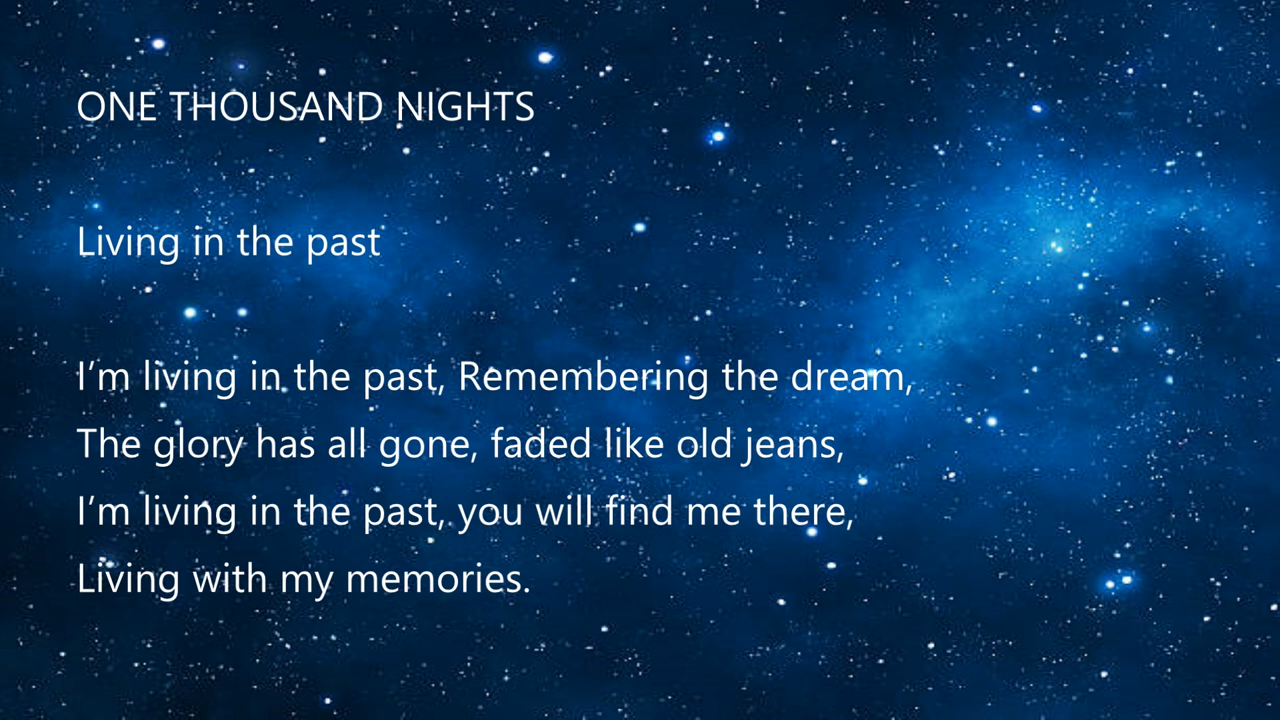 ONE THOUSAND NIGHTS
Living in the past
I’m living in the past, Remembering the dream,
The glory has all gone, faded like old jeans,
I’m living in the past, you will find me there,
Living with my memories.